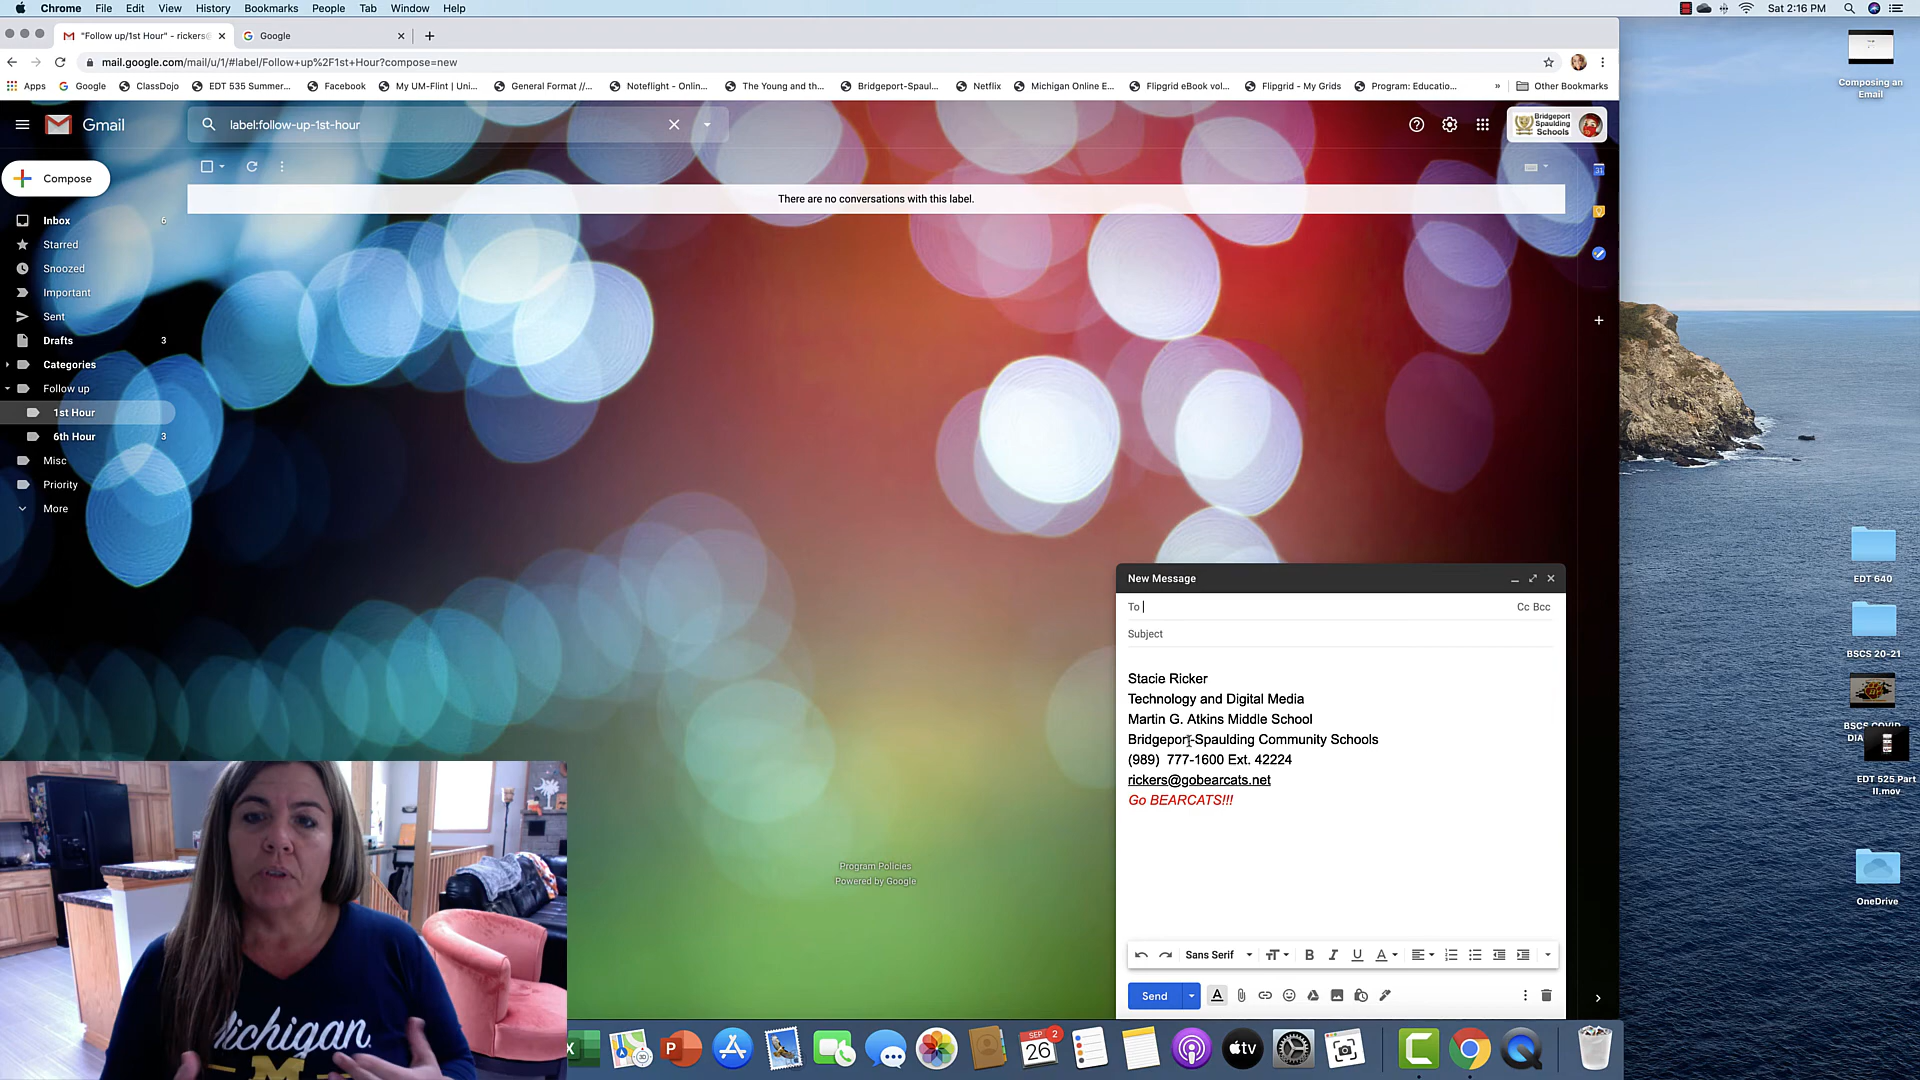 Chrome File Edit View History Bookmarks People Tab Window Help
Sat 2:16 PM
"Follow up/1st Hour" - rickers@
Google
mail.google.com/mail/u/1/#label/Follow+up%2F1st+Hour?compose=new
Apps Google ClassDojo EDT 535 Summer... Facebook My UM-Flint | Uni... General Format //... Noteflight - Onlin... The Young and th... Bridgeport-Spaul... Netflix Michigan Online E... Flipgrid eBook vol... Flipgrid - My Grids Program: Educatio... » Other Bookmarks
Gmail
label:follow-up-1st-hour
Bridgeport
Spaulding
Schools
Compose
There are no conversations with this label.
Inbox 6
Starred
Snoozed
Important
Sent
Drafts 3
Categories
Follow up
1st Hour
6th Hour 3
Misc
Priority
More
31
New Message
To
Cc Bcc
Subject
Stacie Ricker
Technology and Digital Media
Martin G. Atkins Middle School
Bridgeport-Spaulding Community Schools
(989) 777-1600 Ext. 42224
rickers@gobearcats.net
Go BEARCATS!!!
Program Policies
Powered by Google
Sans Serif
Send
Michigan
M
SEP
26
2
tv
Composing an
Email
EDT 640
BSCS 20-21
BSCS COVID
DIA
EDT 525 Part
II.mov
OneDrive